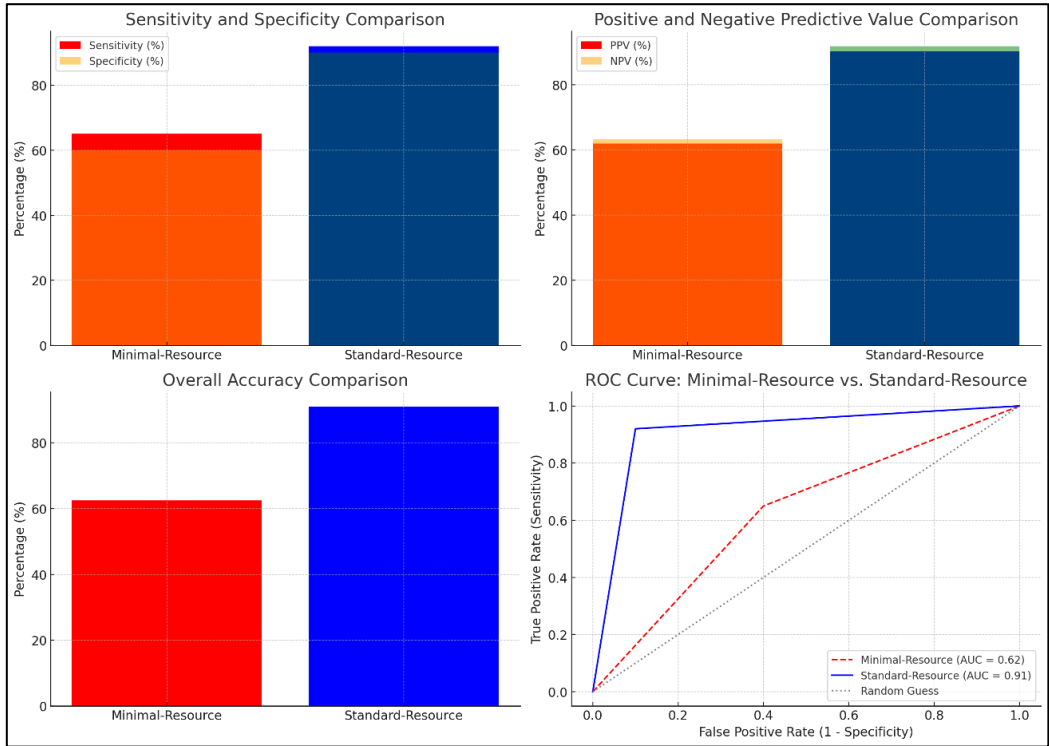 Sensitivity and Specificity Comparison
Sensitivity (%)
Specificity (%)
Percentage (%)
80
60
40
20
0
Minimal-Resource
Standard-Resource
Positive and Negative Predictive Value Comparison
PPV (%)
NPV (%)
Percentage (%)
80
60
40
20
0
Minimal-Resource
Standard-Resource
Overall Accuracy Comparison
Percentage (%)
80
60
40
20
0
Minimal-Resource
Standard-Resource
ROC Curve: Minimal-Resource vs. Standard-Resource
True Positive Rate (Sensitivity)
1.0
0.8
0.6
0.4
0.2
0.0
Minimal-Resource (AUC = 0.62)
Standard-Resource (AUC = 0.91)
Random Guess
0.0 0.2 0.4 0.6 0.8 1.0
False Positive Rate (1 - Specificity)